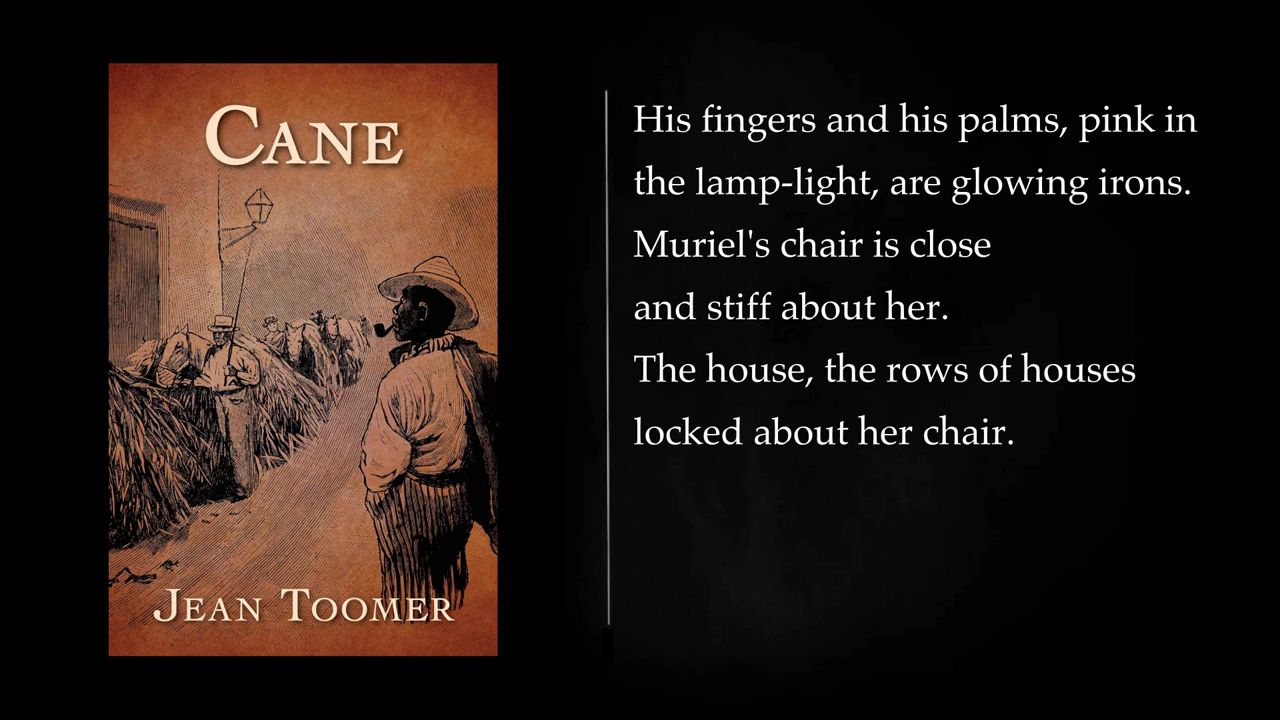 CANE
JEAN TOOMER
His fingers and his palms, pink in
the lamp-light, are glowing irons.
Muriel's chair is close
and stiff about her.
The house, the rows of houses
locked about her chair.